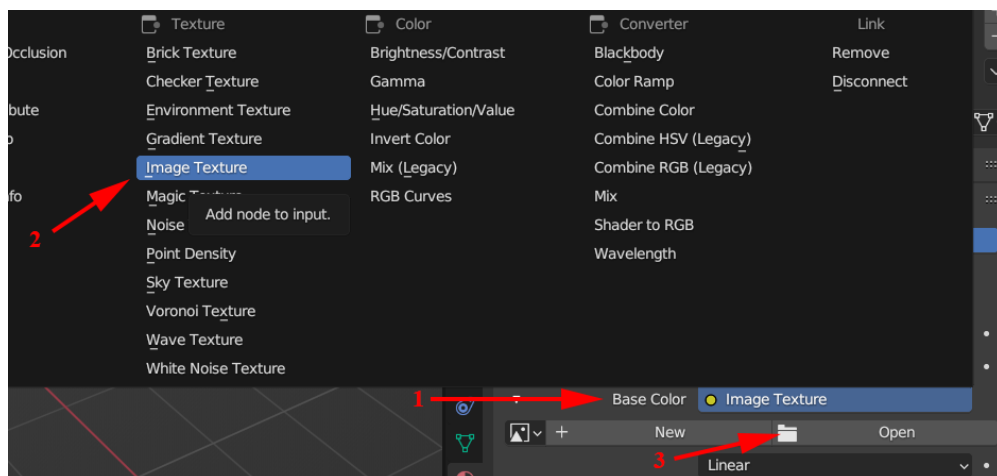 Texture Color Converter Link
Occlusion Brick Texture Brightness/Contrast Blackbody Remove
Checker Texture Gamma Color Ramp Disconnect
bute Environment Texture Hue/Saturation/Value Combine Color
Gradient Texture Invert Color Combine HSV (Legacy)
Image Texture Mix (Legacy) Combine RGB (Legacy)
nfo Magic RGB Curves Mix
Add node to input.
2 Noise Shader to RGB
Point Density Wavelength
Sky Texture
Voronoi Texture
Wave Texture
White Noise Texture
1 Base Color Image Texture
+ New Open
3 Linear